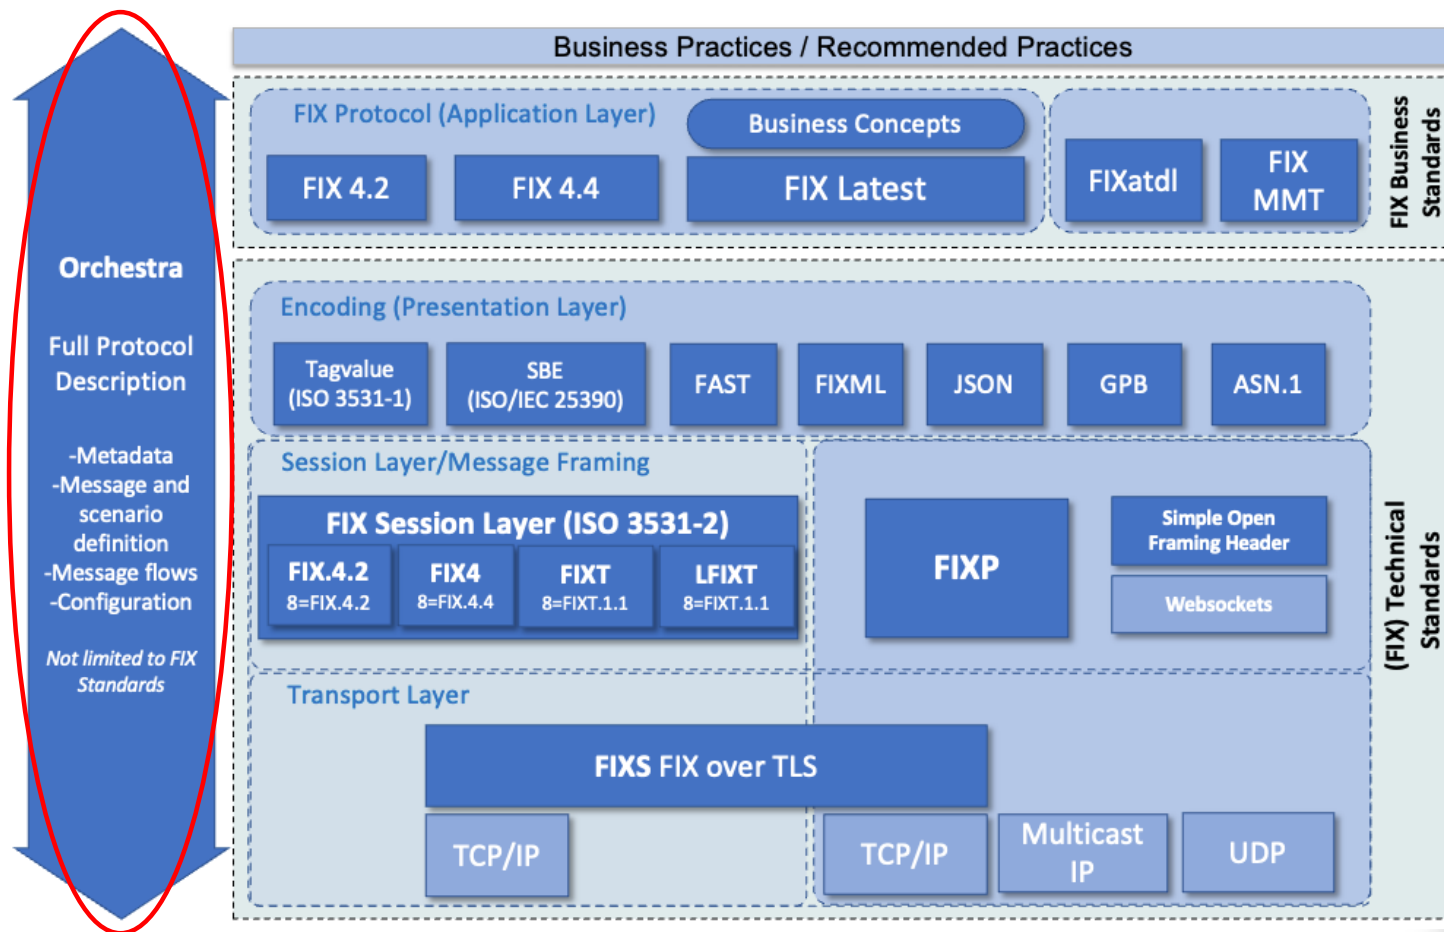 Business Practices / Recommended Practices
Orchestra
Full Protocol
Description
-Metadata
-Message and
scenario
definition
-Message flows
-Configuration
Not limited to FIX
Standards
FIX Protocol (Application Layer)
Business Concepts
FIX 4.2
FIX 4.4
FIX Latest
FIXatdl
FIX
MMT
FIX Business
Standards
Encoding (Presentation Layer)
Tagvalue
(ISO 3531-1)
SBE
(ISO/IEC 25390)
FAST
FIXML
JSON
GPB
ASN.1
Session Layer/Message Framing
FIX Session Layer (ISO 3531-2)
FIX.4.2
8=FIX.4.2
FIX4
8=FIX.4.4
FIXT
8=FIXT.1.1
LFIXT
8=FIXT.1.1
FIXP
Simple Open
Framing Header
Websockets
(FIX) Technical
Standards
Transport Layer
FIXS FIX over TLS
TCP/IP
TCP/IP
Multicast
IP
UDP